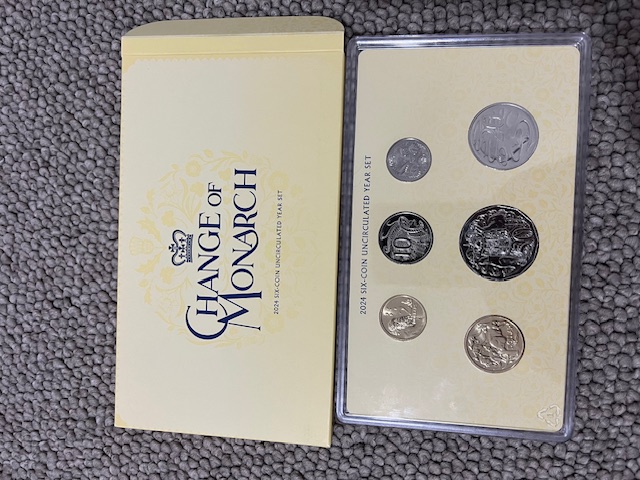 CHANGE OF
MONARCH
2024 SIX-COIN UNCIRCULATED YEAR SET
2024 SIX-COIN UNCIRCULATED YEAR SET
10